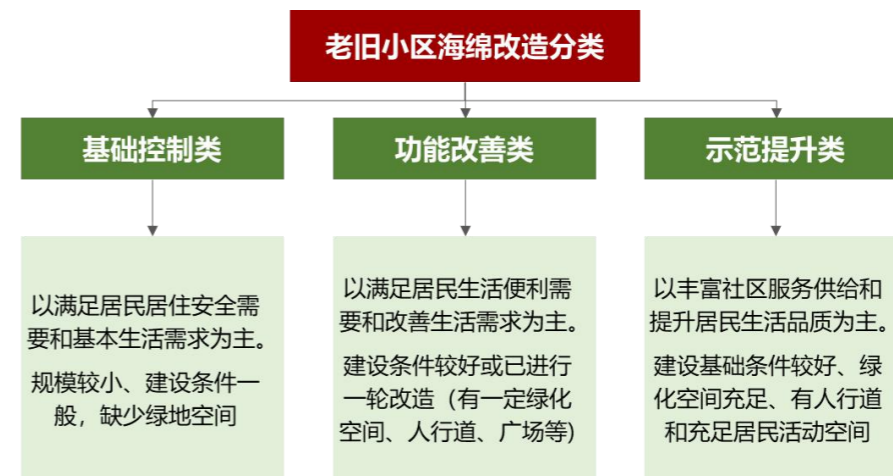 老旧小区海绵改造分类
基础控制类
功能改善类
示范提升类
以满足居民居住安全需
要和基本生活需求为主。
规模较小、建设条件一
般，缺少绿地空间
以满足居民生活便利需
要和改善生活需求为主。
建设条件较好或已进行
一轮改造（有一定绿化
空间、人行道、广场等)
以丰富社区服务供给和
提升居民生活品质为主。
建设基础条件较好、绿
化空间充足、有人行道
和充足居民活动空间